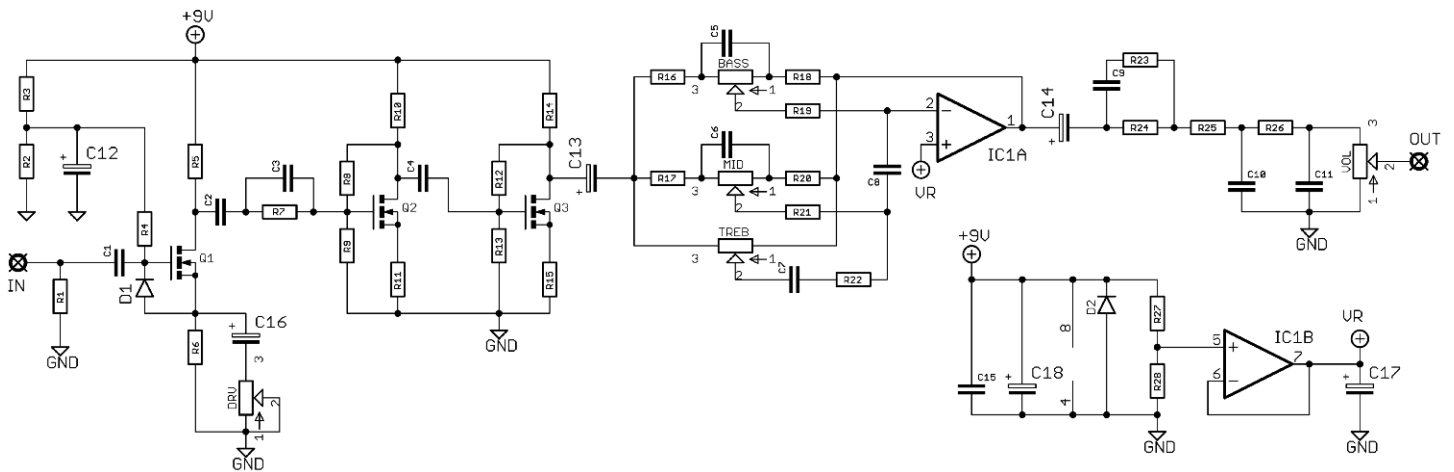 +9V
R3
R2
C12
R4
R5
C2
C3
R7
R8
R9
R10
Q2
R11
C4
R12
R13
R14
Q3
R15
C13
IN
R1
GND
C1
D1
Q1
R6
C16
3
DRV
2
1
GND
GND
R16
C5
BASS
3
1
2
R18
R19
R17
C6
MID
3
1
2
R20
R21
TREB
3
1
2
C7
R22
C8
2
3
1
IC1A
VR
C14
C9
R23
R24
R25
R26
C10
C11
GND
VOL
3
2
1
OUT
+9V
C15
C18
8
4
D2
R27
R28
GND
5
6
7
IC1B
VR
C17
GND